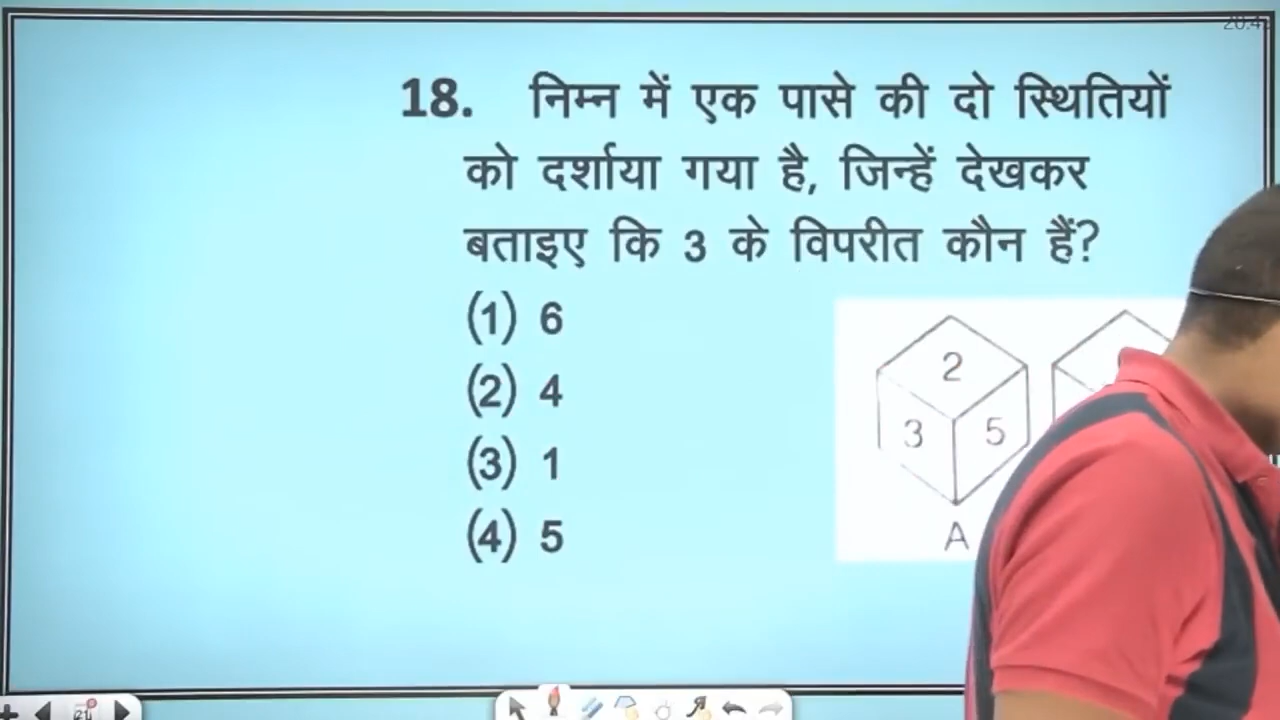 18. निम्न में एक पासे की दो स्थितियों
को दर्शाया गया है, जिन्हें देखकर
बताइए कि 3 के विपरीत कौन हैं?
(1) 6
(2) 4
(3) 1
(4) 5
2
3 5
A
21